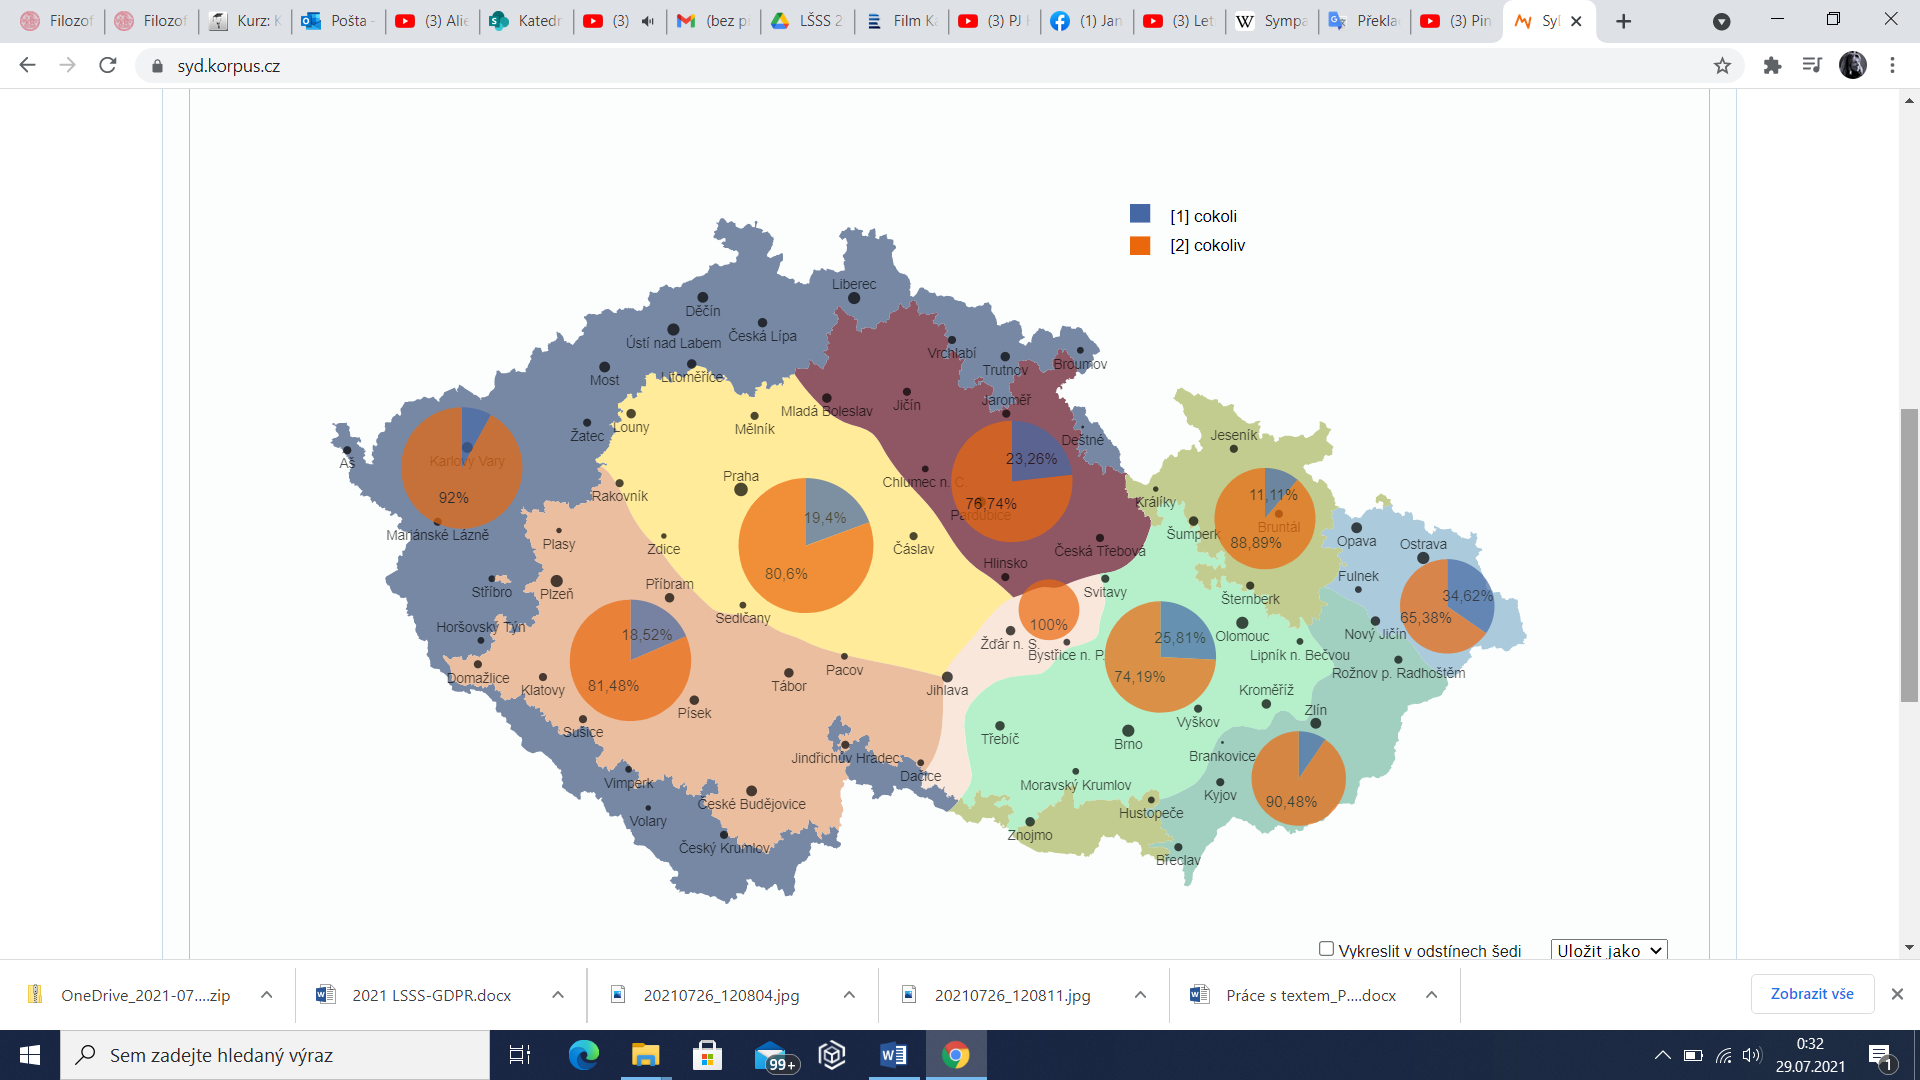 Filozof
Filozof
Kurz: K
Pošta -
(3) Alie
Katedr
(3)
(bez p
LŠSS 2
Film Ka
(3) PJ H
(1) Jan
(3) Let
Sympa
Překla
(3) Pin
SyD
syd.korpus.cz
[1] cokoli
[2] cokoliv
Liberec
Děčín
Česká Lípa
Ústí nad Labem
Vrchlabí
Trutnov
Broumov
Most
Litoměřice
Jičín
Jaroměř
Mladá Boleslav
Louny
Mělník
Žatec
Deštné
Jeseník
Aš
Karlovy Vary
23,26%
Praha
Chlumec n. C.
92%
Rakovník
76,74%
Pardubice
Králíky
11,11%
Bruntál
19,4%
Mariánské Lázně
Šumperk
88,89%
Opava
Ostrava
Plasy
Zdice
Čáslav
Česká Třebová
Hlinsko
80,6%
Fulnek
Příbram
Stříbro
Plzeň
Svitavy
Šternberk
34,62%
65,38%
Sedlčany
100%
Horšovský Týn
18,52%
Žďár n. S.
Bystřice n. P.
25,81%
Olomouc
Nový Jičín
Lipník n. Bečvou
Rožnov p. Radhoštěm
Domažlice
Klatovy
81,48%
Tábor
Pacov
Jihlava
74,19%
Kroměříž
Písek
Zlín
Vyškov
Sušice
Třebíč
Brno
Jindřichův Hradec
Brankovice
Dačice
Vimperk
Moravský Krumlov
Kyjov
90,48%
České Budějovice
Hustopeče
Volary
Znojmo
Český Krumlov
Břeclav
Vykreslit v odstínech šedi
Uložit jako
OneDrive_2021-07....zip
2021 LSSS-GDPR.docx
20210726_120804.jpg
20210726_120811.jpg
Práce s textem_P....docx
Zobrazit vše
Sem zadejte hledaný výraz
99+
0:32
29.07.2021
1